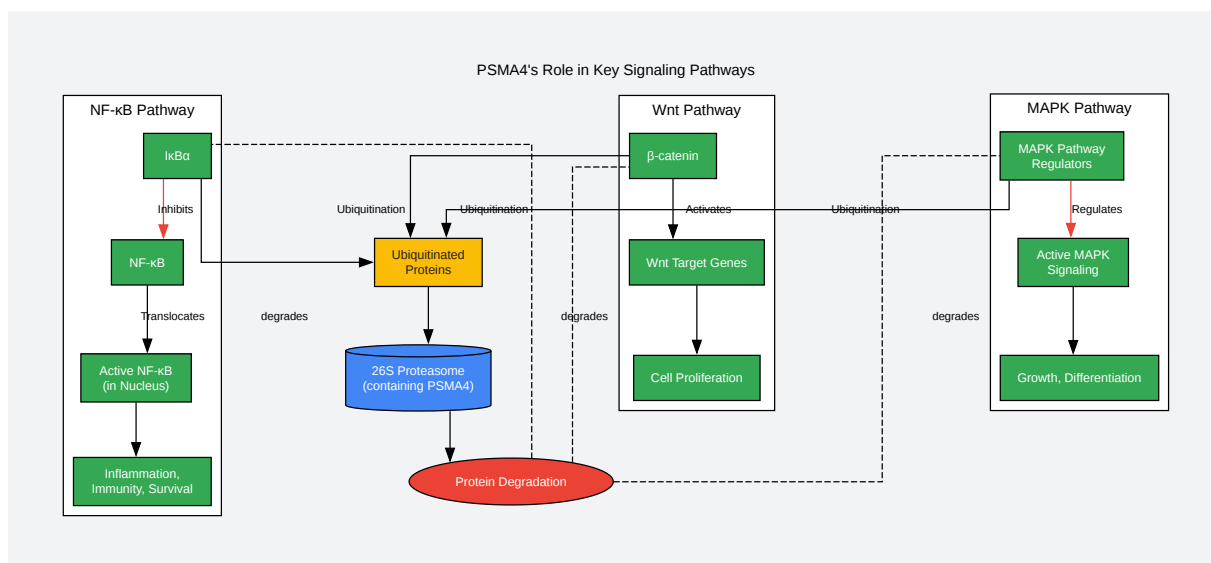 PSMA4's Role in Key Signaling Pathways
NF-κB Pathway
Wnt Pathway
MAPK Pathway
IκBα
β-catenin
MAPK Pathway
Regulators
Inhibits
Ubiquitination
Ubiquitination
Activates
Ubiquitination
Regulates
NF-κB
Ubiquitinated
Proteins
Wnt Target Genes
Active MAPK
Signaling
Translocates
degrades
degrades
degrades
Active NF-κB
(in Nucleus)
26S Proteasome
(containing PSMA4)
Cell Proliferation
Growth, Differentiation
Inflammation,
Immunity, Survival
Protein Degradation